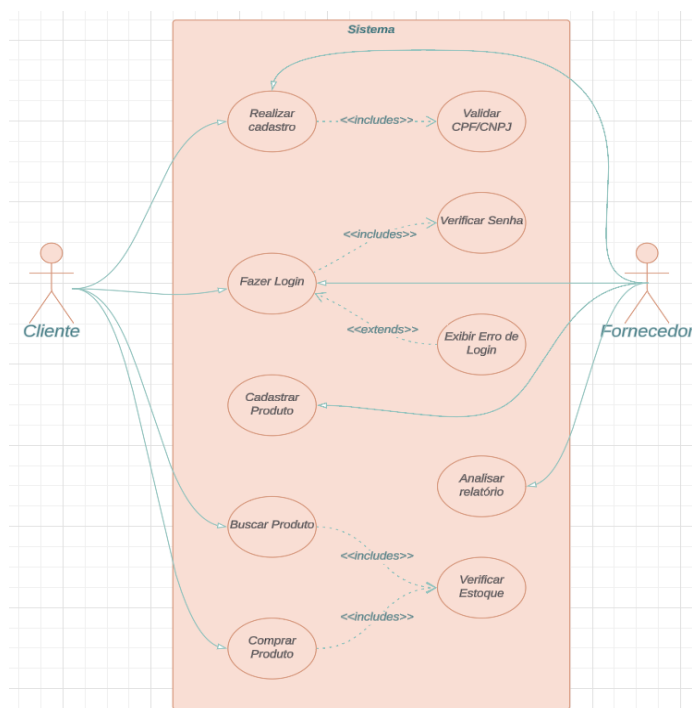 Sistema
Realizar
cadastro
<<includes>>
Validar
CPF/CNPJ
Verificar Senha
<<includes>>
Fazer Login
<<extends>>
Exibir Erro de
Login
Cliente
Fornecedor
Cadastrar
Produto
Analisar
relatório
Buscar Produto
<<includes>>
Verificar
Estoque
<<includes>>
Comprar
Produto